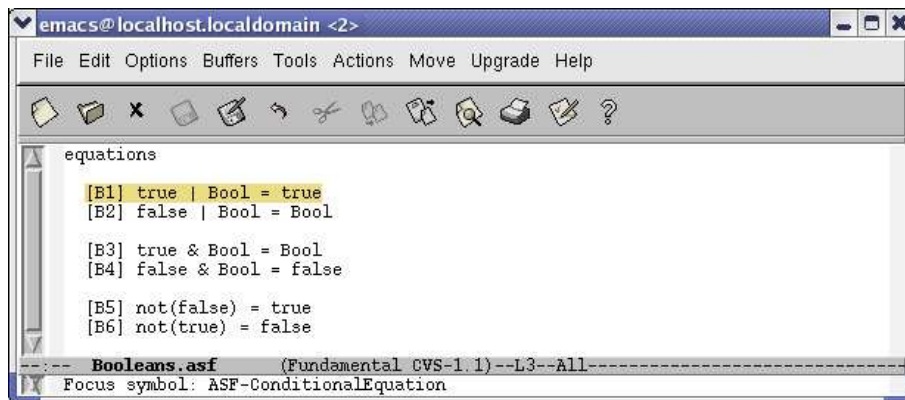 emacs@localhost.localdomain <2>
File Edit Options Buffers Tools Actions Move Upgrade Help
equations
[B1] true | Bool = true
[B2] false | Bool = Bool
[B3] true & Bool = Bool
[B4] false & Bool = false
[B5] not(false) = true
[B6] not(true) = false
--:-- Booleans.asf (Fundamental CVS-1.1)--L3--All------------------------------
Focus symbol: ASF-ConditionalEquation